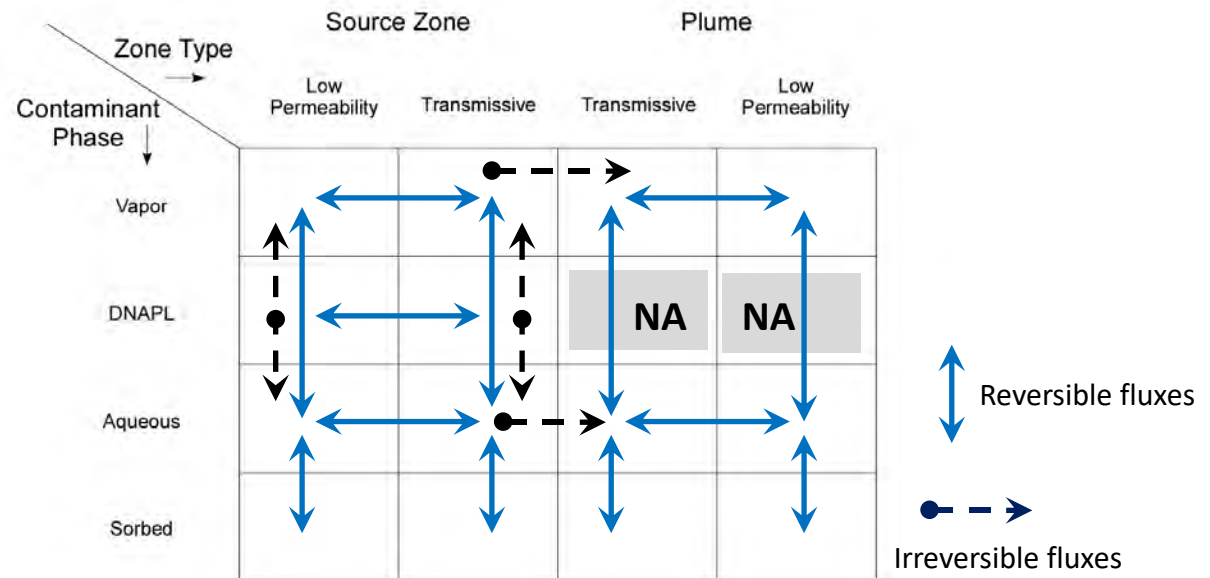 Source Zone
Plume
Zone Type
Low
Permeability
Transmissive
Transmissive
Low
Permeability
Contaminant
Phase
Vapor
DNAPL
NA
NA
Aqueous
Sorbed
Reversible fluxes
Irreversible fluxes